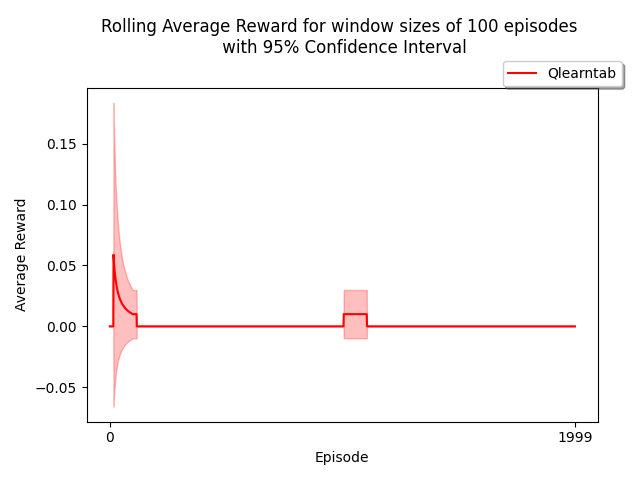 Rolling Average Reward for window sizes of 100 episodes
with 95% Confidence Interval
Qlearntab
0.15
0.10
0.05
0.00
−0.05
Average Reward
0
1999
Episode